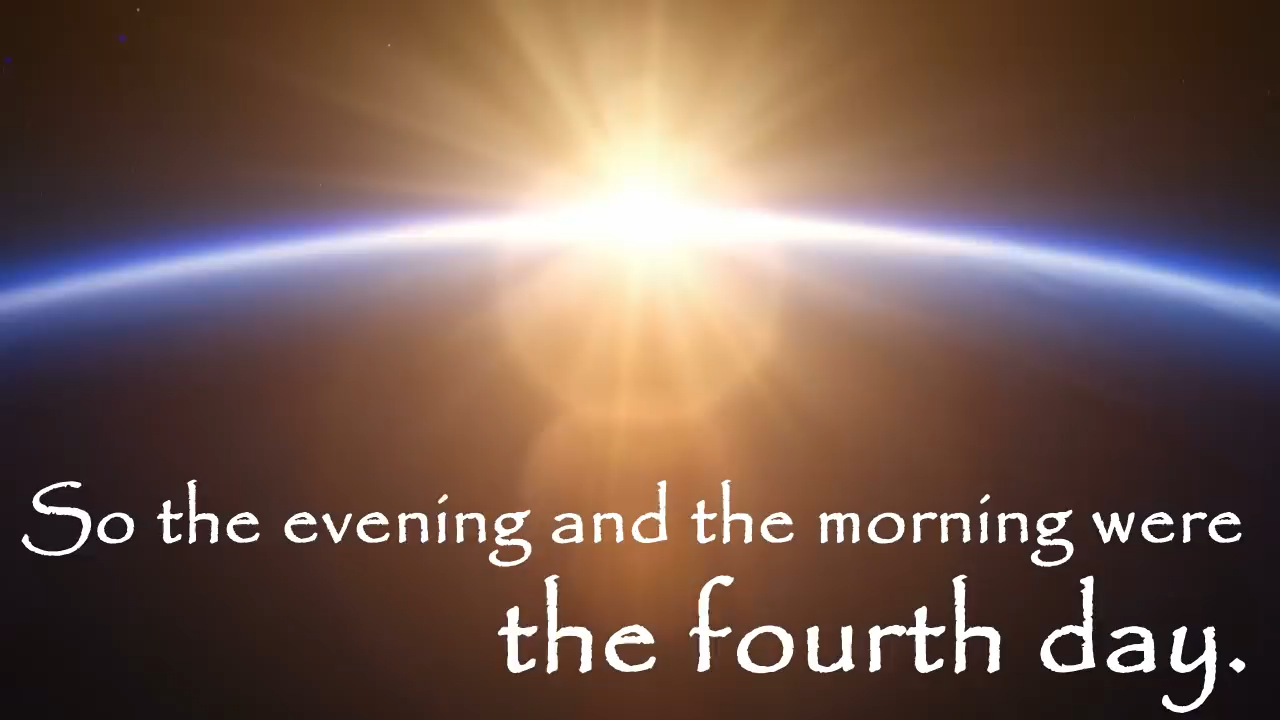 So the evening and the morning were
the fourth day.